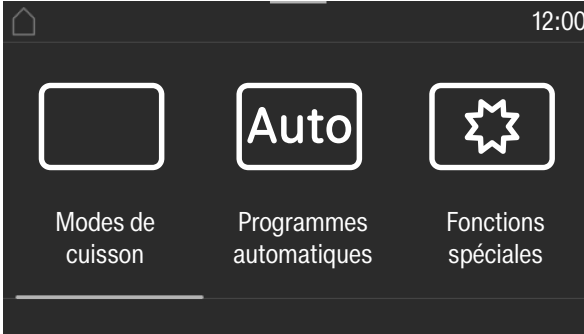 12:00
Auto
Modes de
cuisson
Programmes
automatiques
Fonctions
spéciales